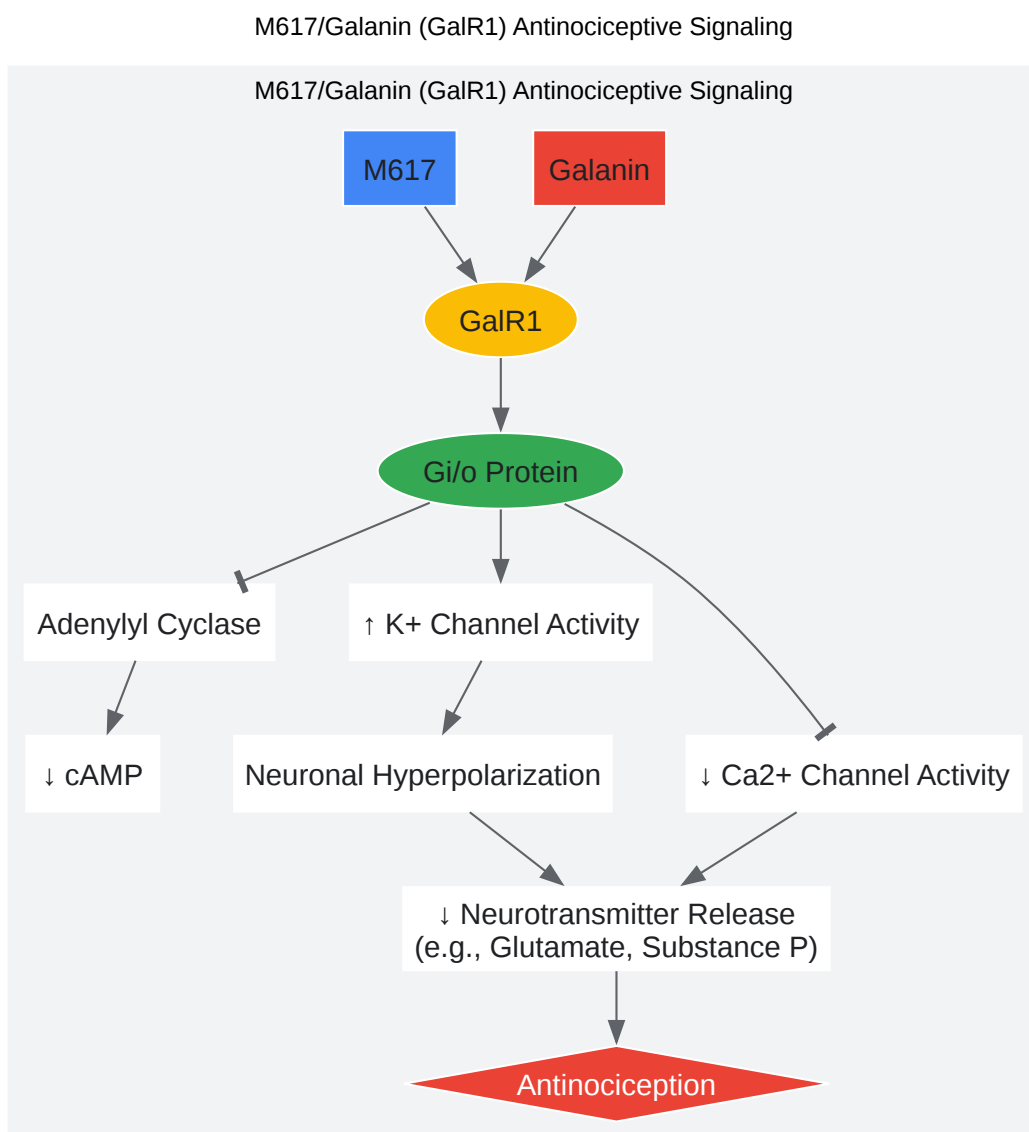 M617/Galanin (GalR1) Antinociceptive Signaling
M617/Galanin (GalR1) Antinociceptive Signaling
M617
Galanin
GalR1
Gi/o Protein
Adenylyl Cyclase
↑ K+ Channel Activity
↓ cAMP
Neuronal Hyperpolarization
↓ Ca2+ Channel Activity
↓ Neurotransmitter Release
(e.g., Glutamate, Substance P)
Antinociception